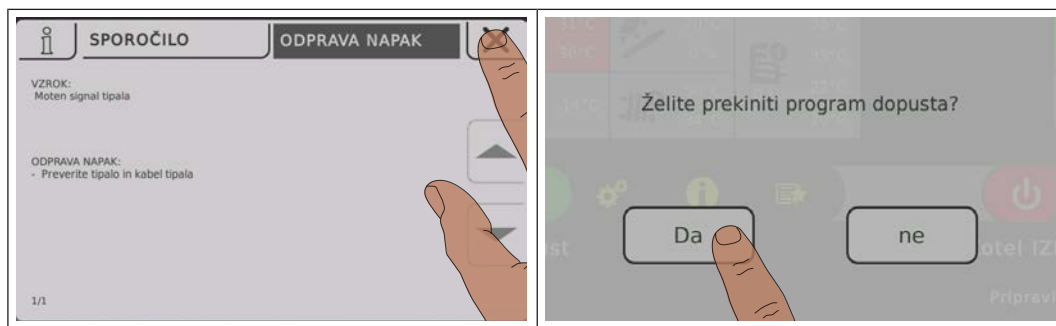 SPOROČILO
ODPRAVA NAPAK
VZROK:
Moten signal tipala
ODPRAVA NAPAK:
- Preverite tipalo in kabel tipala
1/1
Želite prekiniti program dopusta?
Da
ne